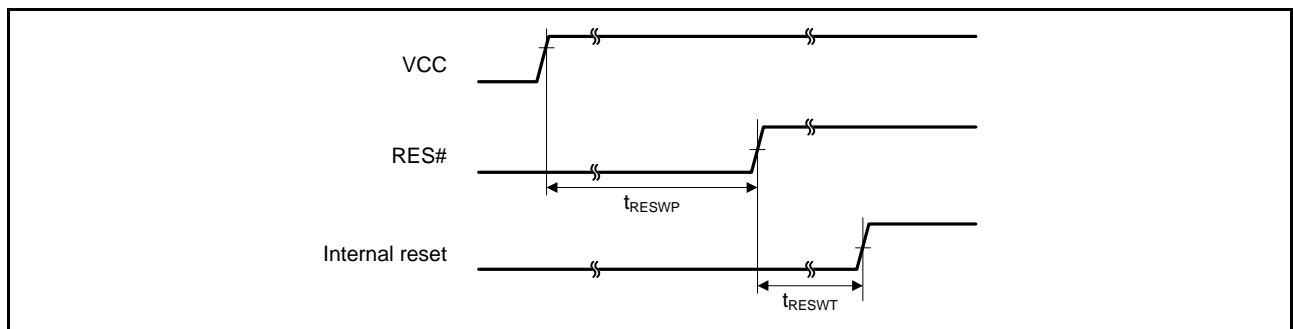 VCC
RES#
tRESWP
Internal reset
tRESWT